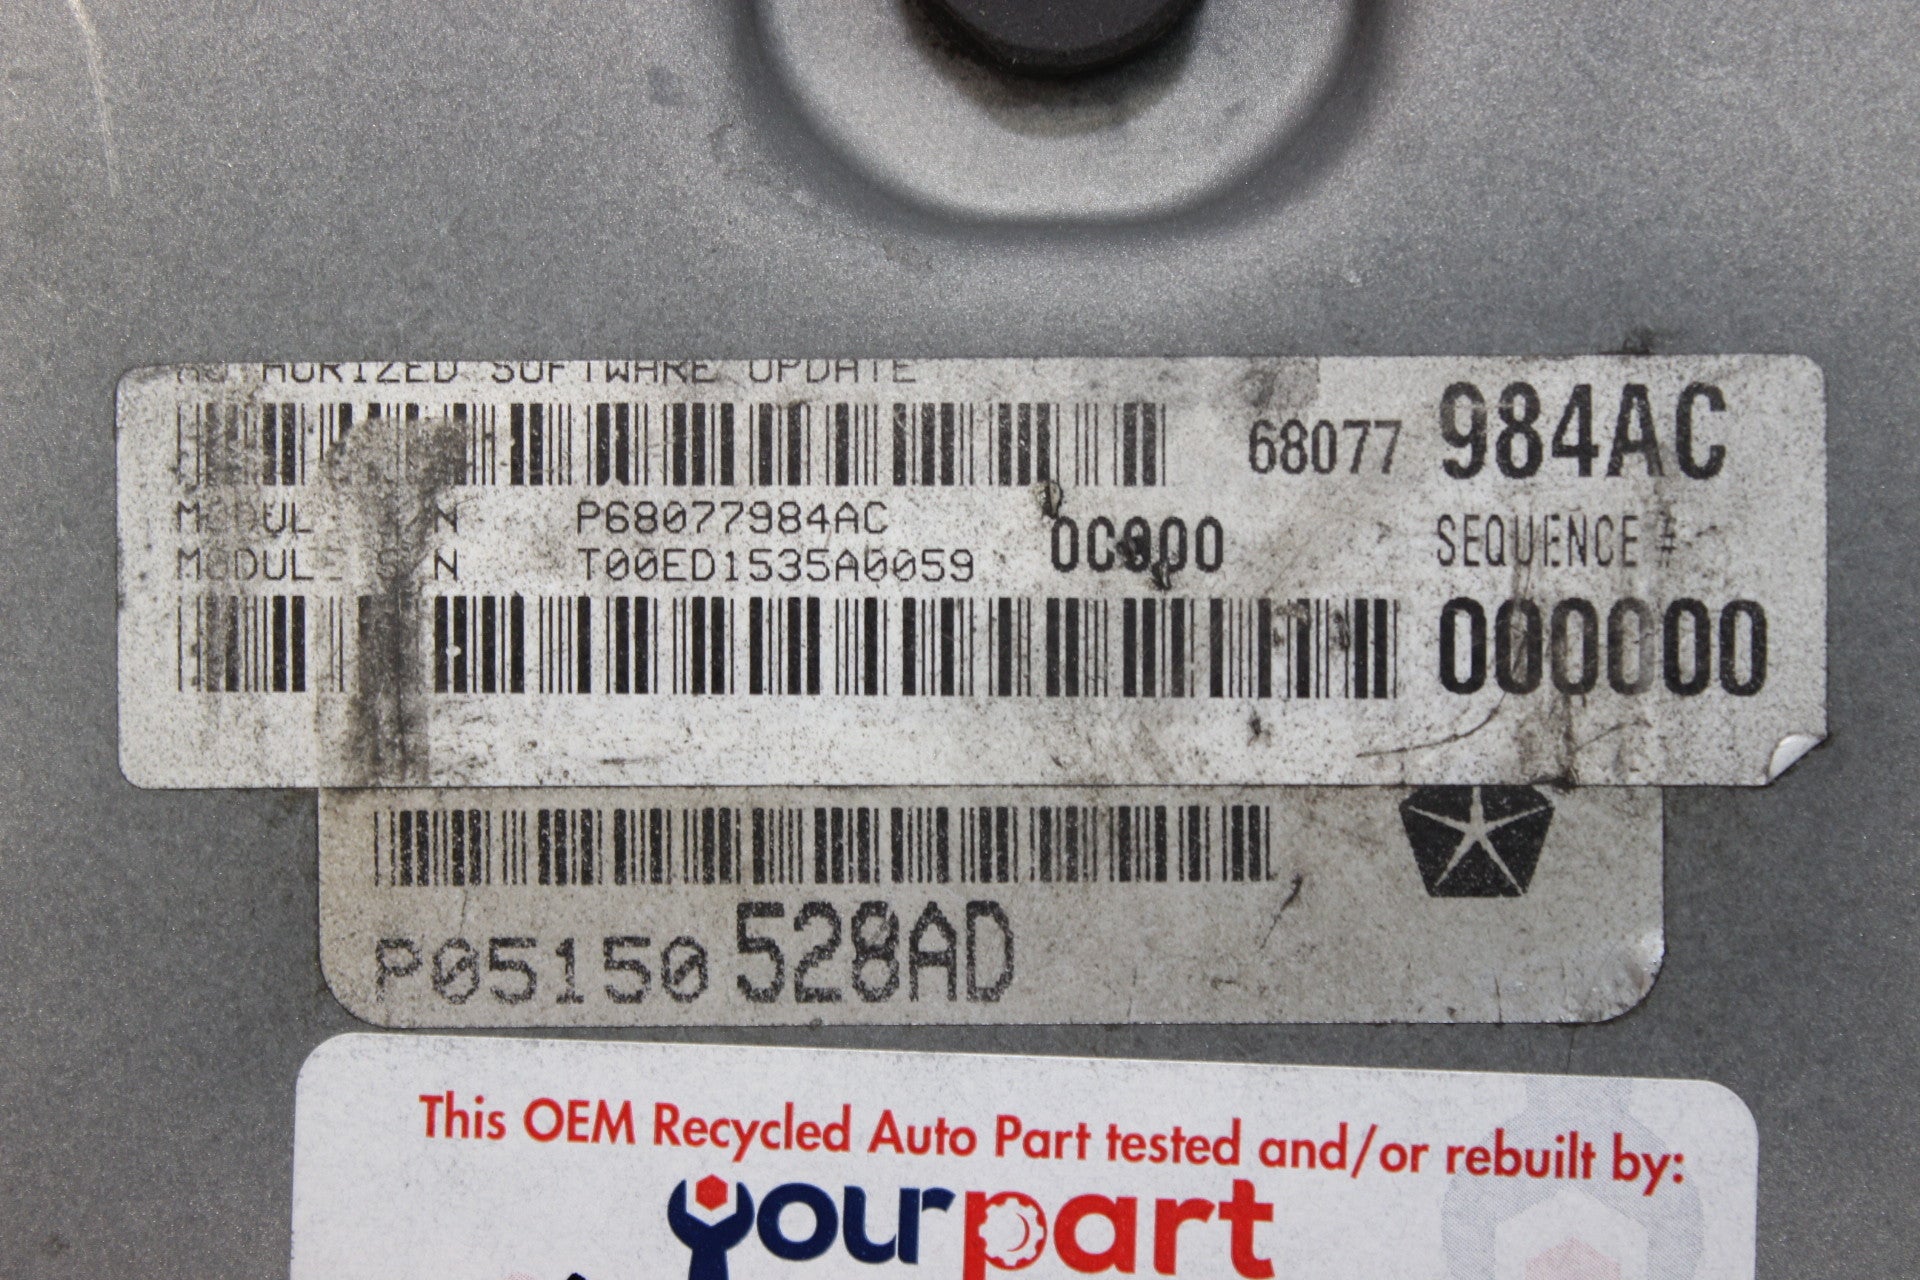 AUTHORIZED SOFTWARE UPDATE
68077 984AC
MODUL N P68077984AC
MODULE S N T00ED1535A0059 0C000 SEQUENCE #
000000
P05150 528AD
This OEM Recycled Auto Part tested and/or rebuilt by:
yourpart